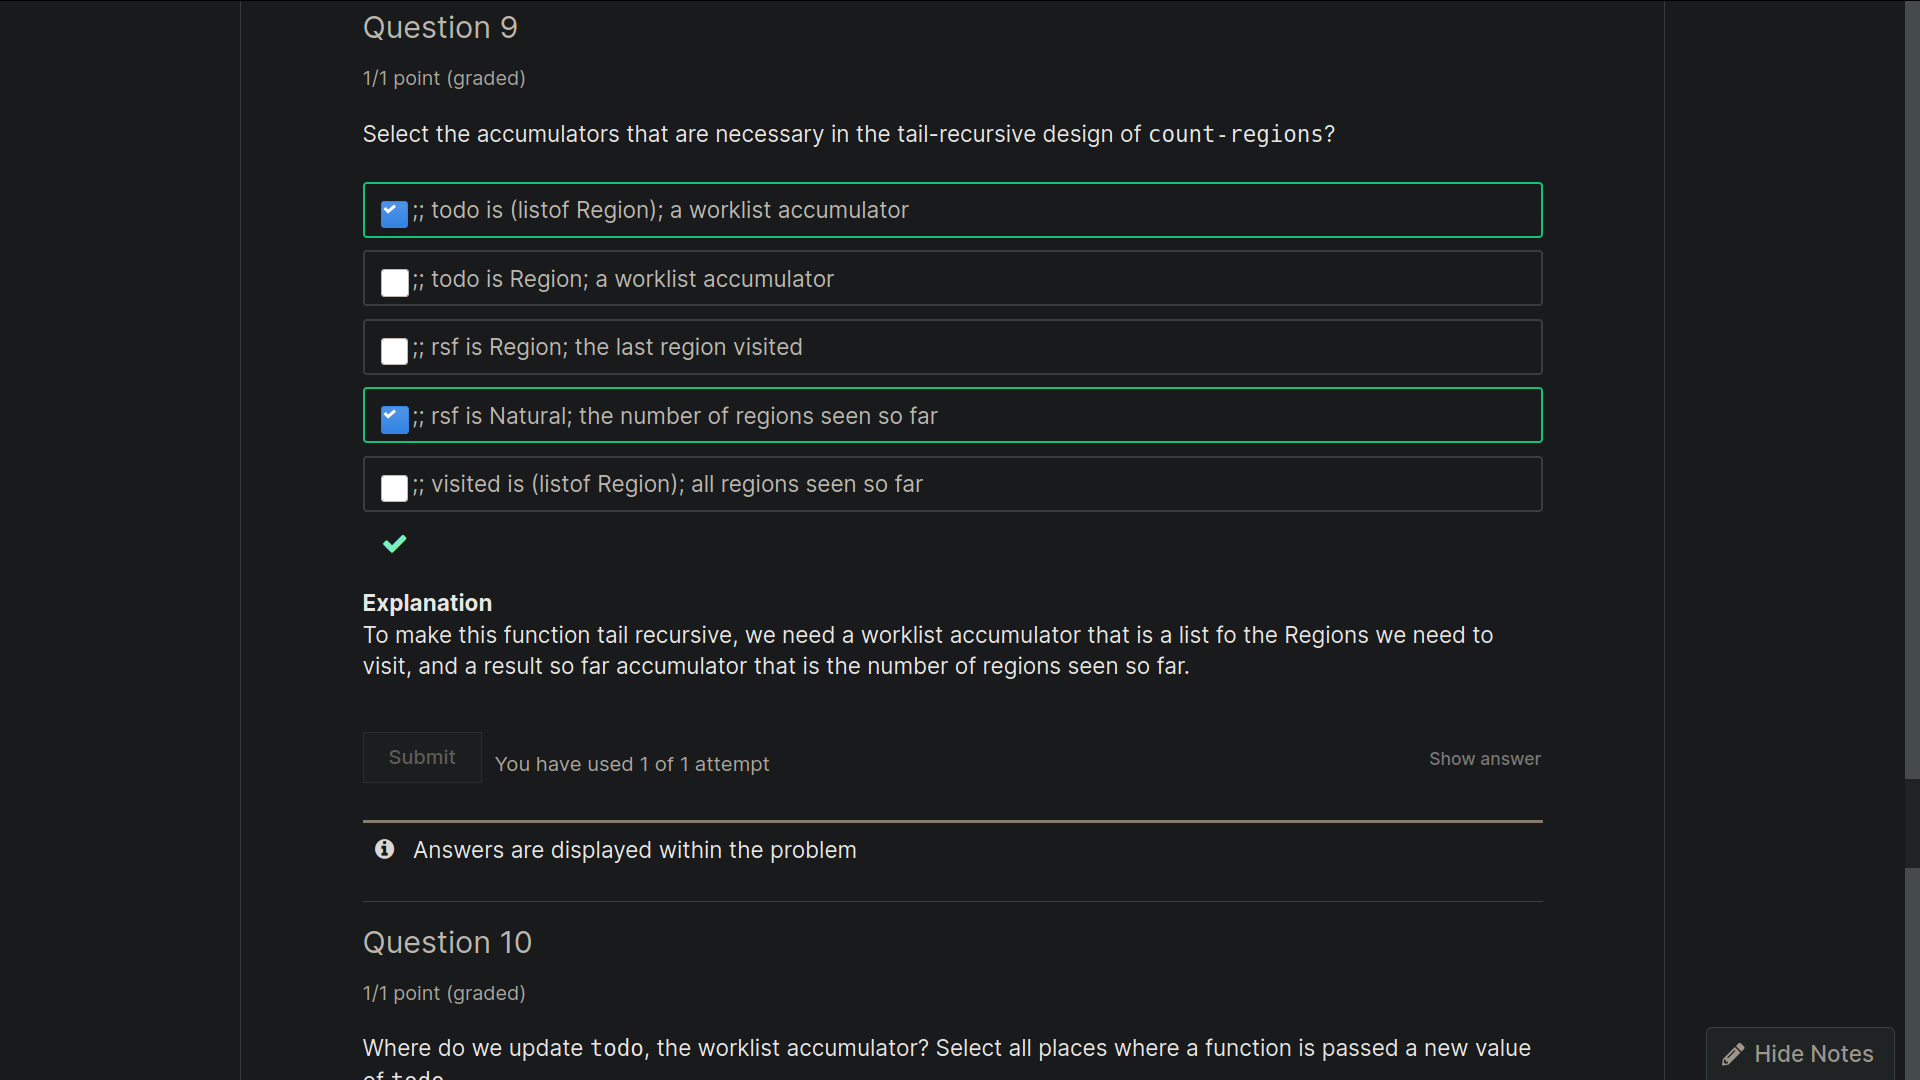 Question 9
1/1 point (graded)
Select the accumulators that are necessary in the tail-recursive design of count-regions?
;; todo is (listof Region); a worklist accumulator
;; todo is Region; a worklist accumulator
;; rsf is Region; the last region visited
;; rsf is Natural; the number of regions seen so far
;; visited is (listof Region); all regions seen so far
Explanation
To make this function tail recursive, we need a worklist accumulator that is a list fo the Regions we need to
visit, and a result so far accumulator that is the number of regions seen so far.
Submit
You have used 1 of 1 attempt
Show answer
Answers are displayed within the problem
Question 10
1/1 point (graded)
Where do we update todo, the worklist accumulator? Select all places where a function is passed a new value
of todo
Hide Notes